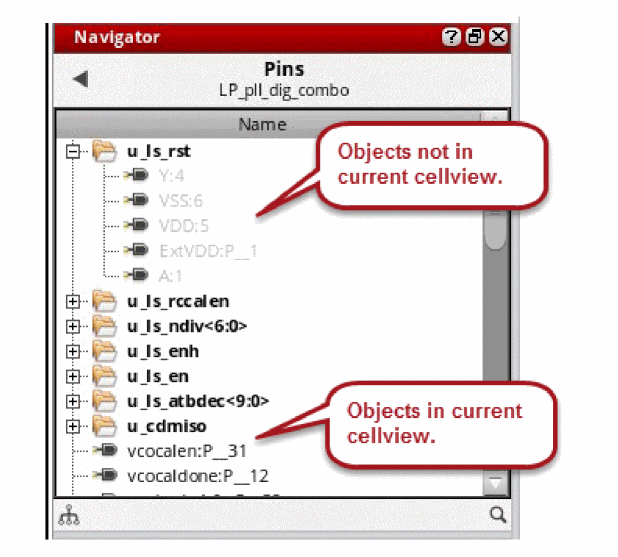 Navigator
Pins
LP_pll_dig_combo
Name
u_ls_rst
Y:4
VSS:6
VDD:5
ExtVDD:P__1
A:1
Objects not in
current cellview.
u_ls_rccalen
u_ls_ndiv<6:0>
u_ls_enh
u_ls_en
u_ls_atbdec<9:0>
u_cdmiso
Objects in current
cellview.
vcocalen:P__31
vcocaldone:P__12